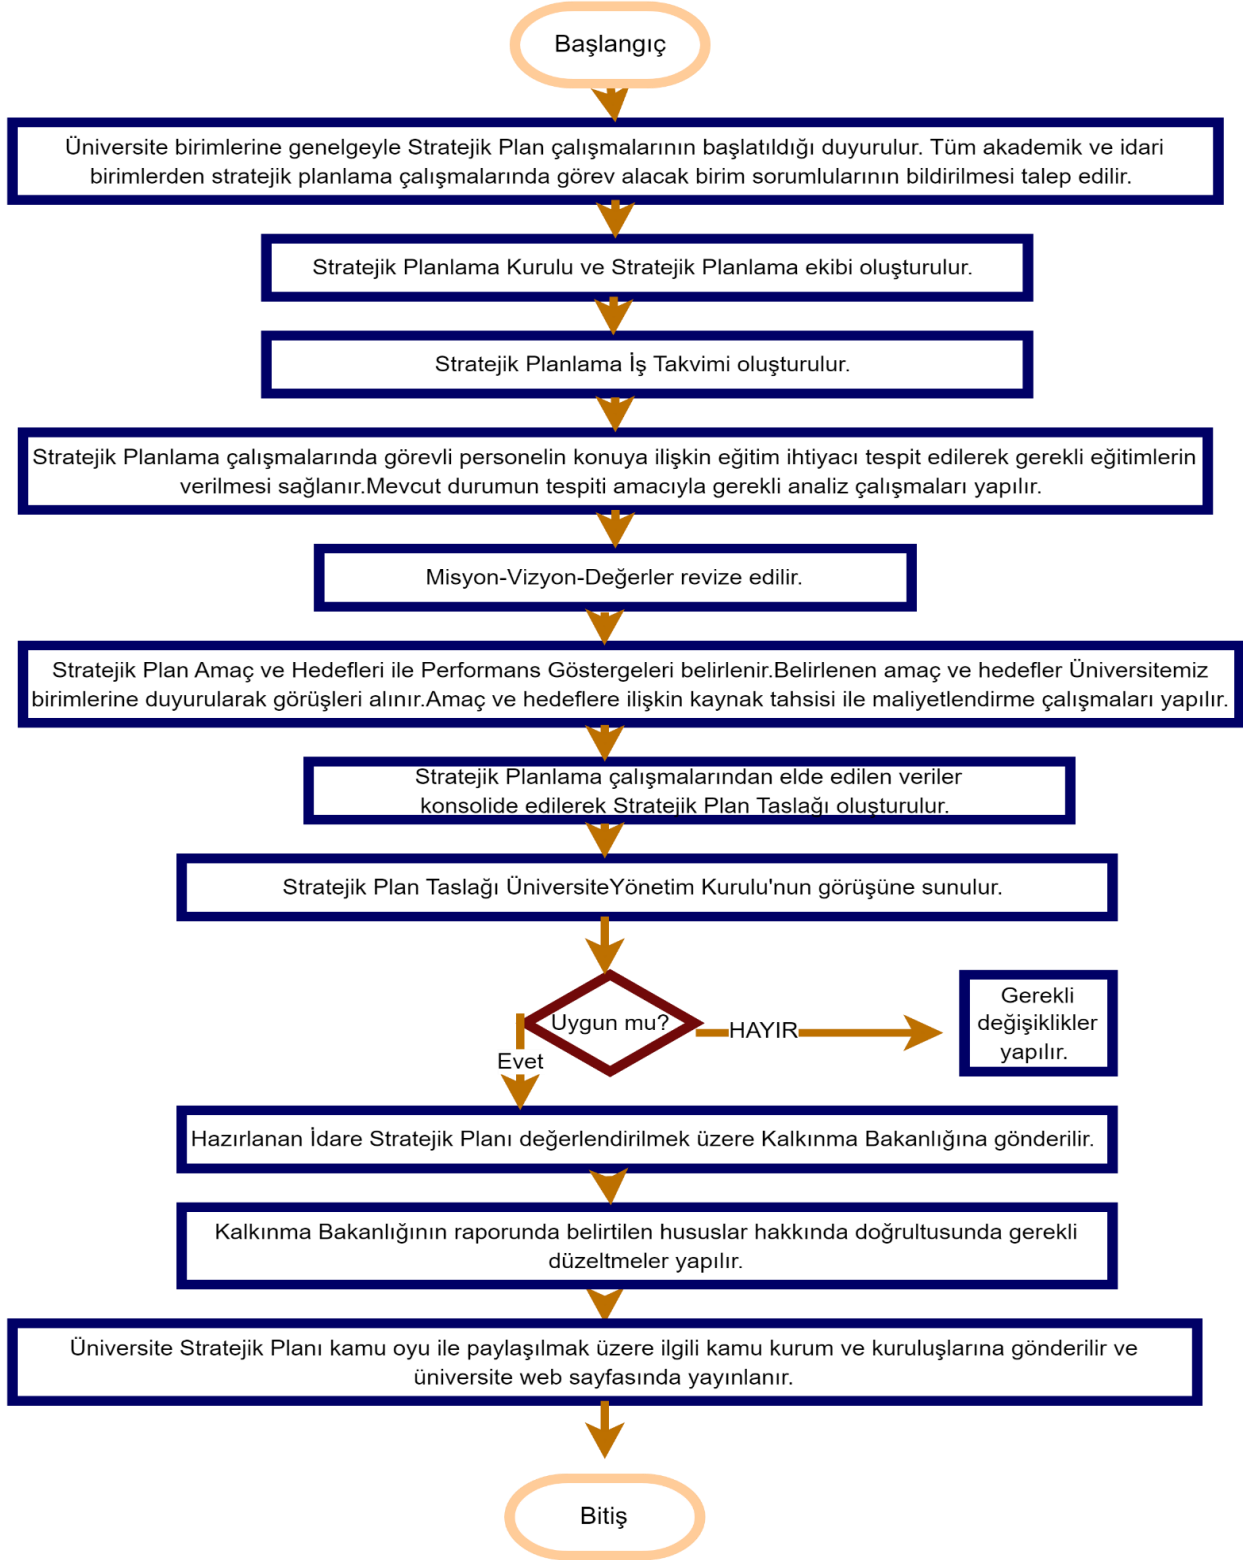 Başlangıç
Üniversite birimlerine genelgeyle Stratejik Plan çalışmalarının başlatıldığı duyurulur. Tüm akademik ve idari
birimlerden stratejik planlama çalışmalarında görev alacak birim sorumlularının bildirilmesi talep edilir.
Stratejik Planlama Kurulu ve Stratejik Planlama ekibi oluşturulur.
Stratejik Planlama İş Takvimi oluşturulur.
Stratejik Planlama çalışmalarında görevli personelin konuya ilişkin eğitim ihtiyacı tespit edilerek gerekli eğitimlerin
verilmesi sağlanır.Mevcut durumun tespiti amacıyla gerekli analiz çalışmaları yapılır.
Misyon-Vizyon-Değerler revize edilir.
Stratejik Plan Amaç ve Hedefleri ile Performans Göstergeleri belirlenir.Belirlenen amaç ve hedefler Üniversitemiz
birimlerine duyurularak görüşleri alınır.Amaç ve hedeflere ilişkin kaynak tahsisi ile maliyetlendirme çalışmaları yapılır.
Stratejik Planlama çalışmalarından elde edilen veriler
konsolide edilerek Stratejik Plan Taslağı oluşturulur.
Stratejik Plan Taslağı ÜniversiteYönetim Kurulu'nun görüşüne sunulur.
Uygun mu?
HAYIR
Gerekli
değişiklikler
yapılır.
Evet
Hazırlanan İdare Stratejik Planı değerlendirilmek üzere Kalkınma Bakanlığına gönderilir.
Kalkınma Bakanlığının raporunda belirtilen hususlar hakkında doğrultusunda gerekli
düzeltmeler yapılır.
Üniversite Stratejik Planı kamu oyu ile paylaşılmak üzere ilgili kamu kurum ve kuruluşlarına gönderilir ve
üniversite web sayfasında yayınlanır.
Bitiş